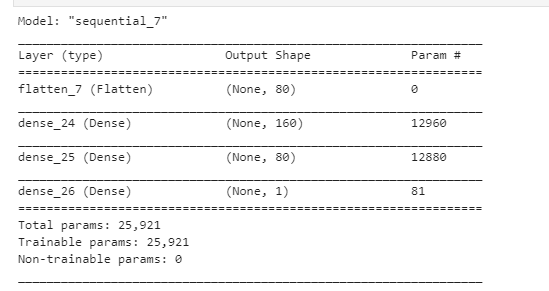 Model: "sequential_7"
Layer (type) Output Shape Param #
flatten_7 (Flatten) (None, 80) 0
dense_24 (Dense) (None, 160) 12960
dense_25 (Dense) (None, 80) 12880
dense_26 (Dense) (None, 1) 81
Total params: 25,921
Trainable params: 25,921
Non-trainable params: 0